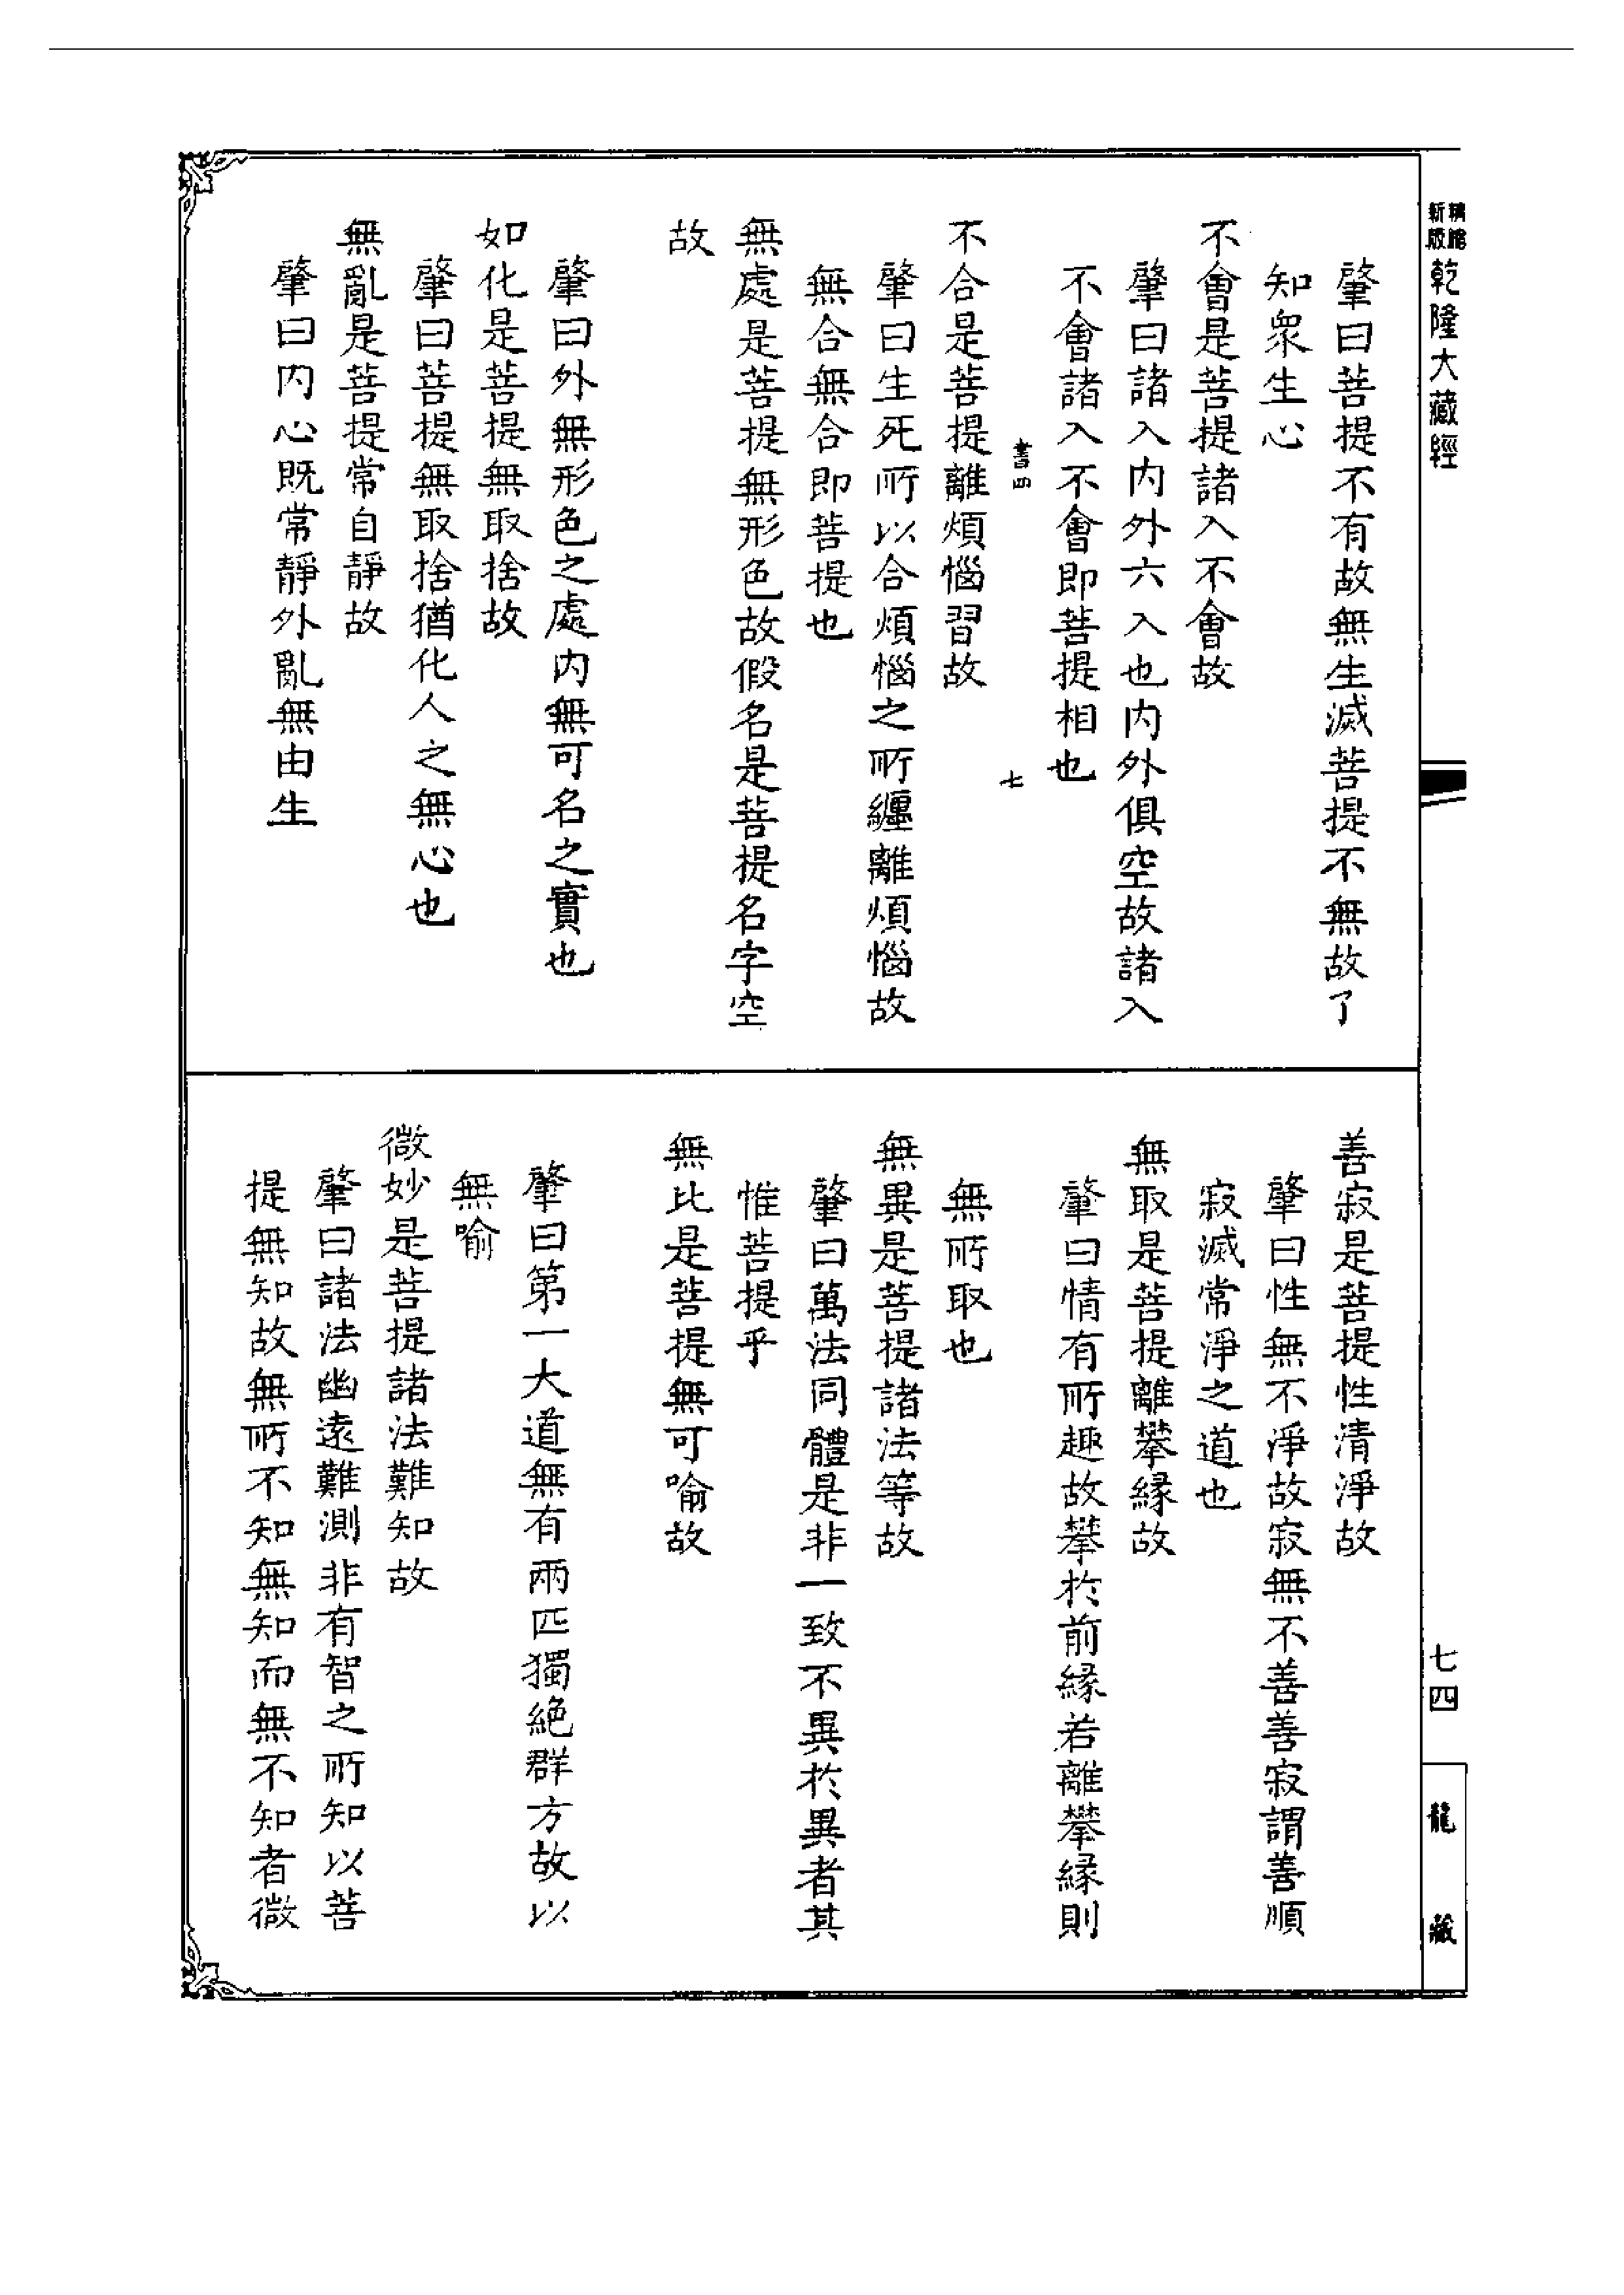 新版精縮乾隆大藏經
七四
龍藏
肇曰菩提不有故無生滅菩提不無故了
知眾生心
不會是菩提諸入不會故
肇曰諸入內外六入也內外俱空故諸入
不會諸入不會即菩提相也
書四
七
不合是菩提離煩惱習故
肇曰生死所以合煩惱之所纏離煩惱故
無合無合即菩提也
無處是菩提無形色故假名是菩提名字空
故
肇曰外無形色之處內無可名之實也
如化是菩提無取捨故
肇曰菩提無取捨猶化人之無心也
無亂是菩提常自靜故
肇曰內心既常靜外亂無由生
善寂是菩提性清淨故
肇曰性無不淨故寂無不善善寂謂善順
寂滅常淨之道也
無取是菩提離攀緣故
肇曰情有所趣故攀於前緣若離攀緣則
無所取也
無異是菩提諸法等故
肇曰萬法同體是非一致不異於異者其
惟菩提乎
無比是菩提無可喻故
肇曰第一大道無有兩匹獨絕群方故以
無喻
微妙是菩提諸法難知故
肇曰諸法幽遠難測非有智之所知以菩
提無知故無所不知無知而無不知者微